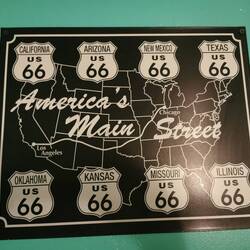 CALIFORNIA
US
66
ARIZONA
US
66
NEW MEXICO
US
66
TEXAS
US
66
America's
Chicago
Main Street
Los
Angeles
OKLAHOMA
US
66
KANSAS
US
66
MISSOURI
US
66
ILLINOIS
US
66